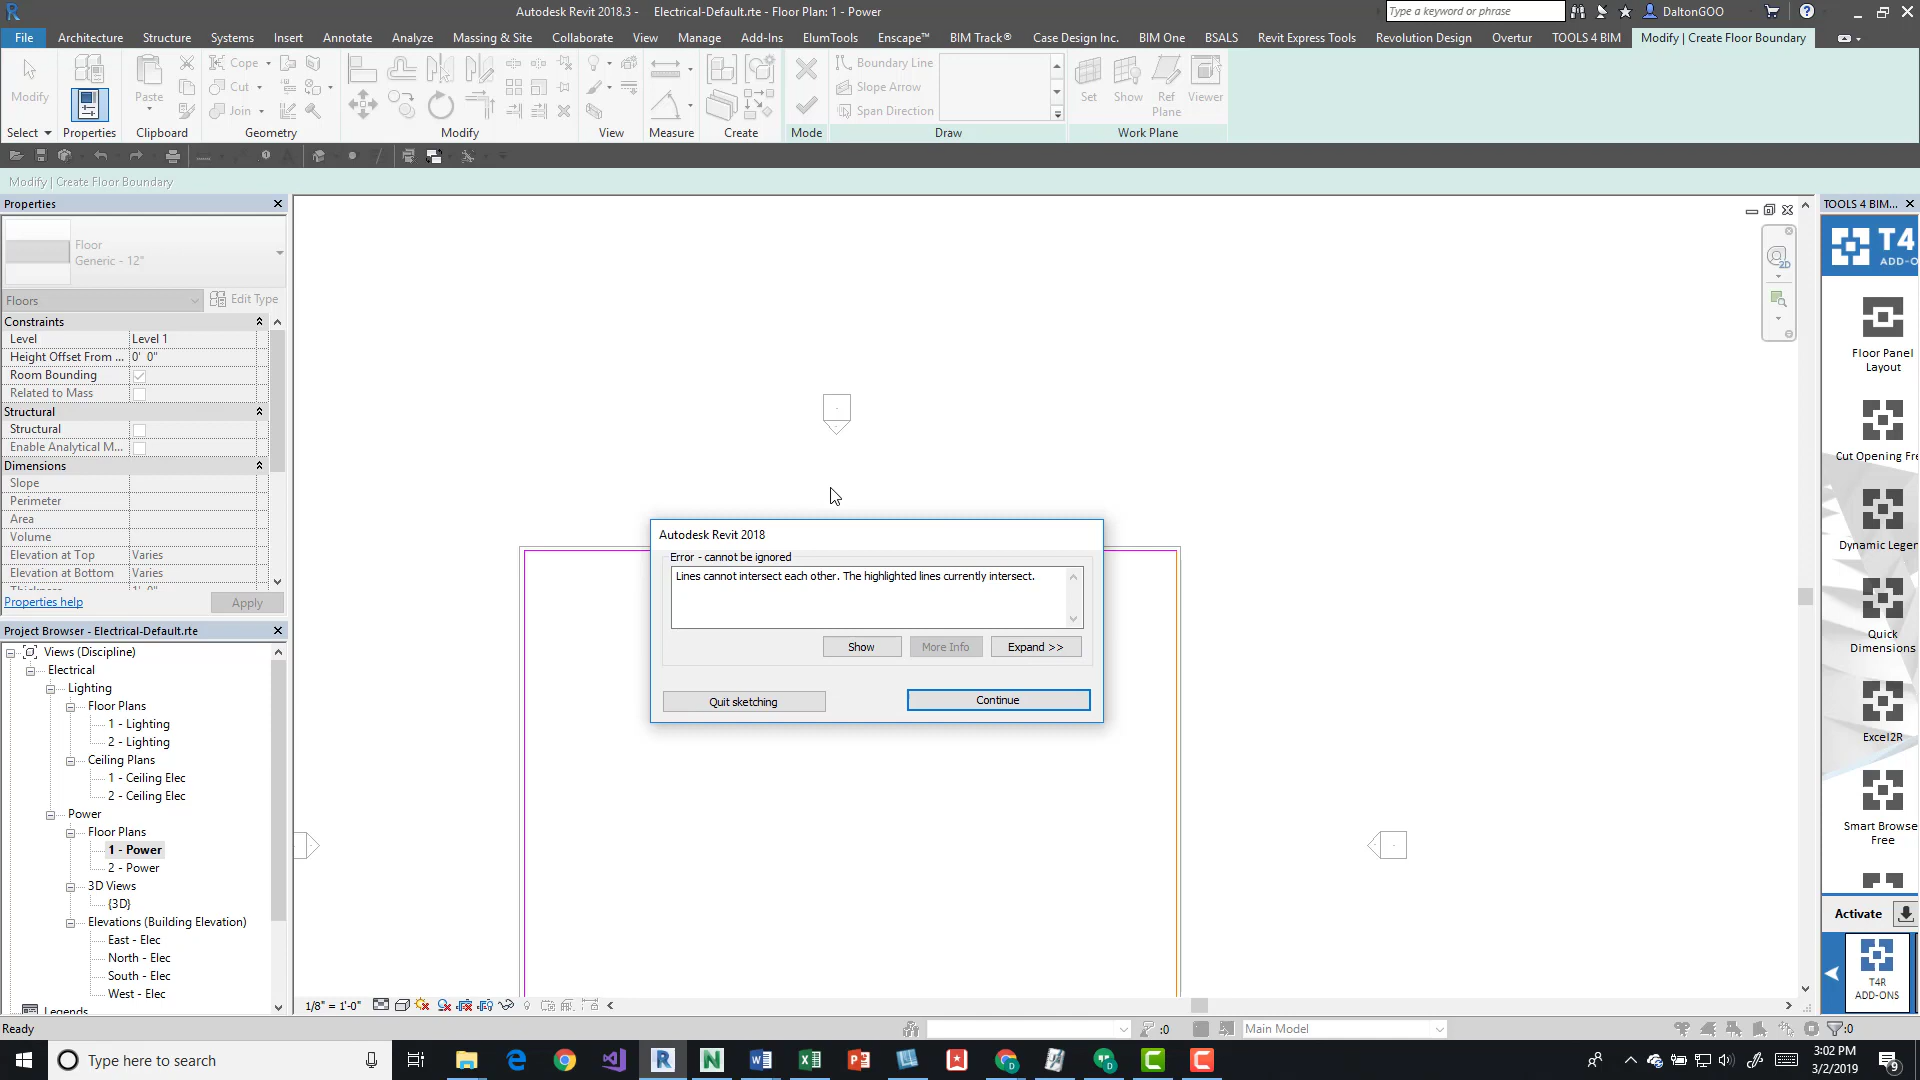 Autodesk Revit 2018.3 -    Electrical-Default.rte - Floor Plan: 1 - Power
Type a keyword or phrase
DaltonGOO
File Architecture Structure Systems Insert Annotate Analyze Massing & Site Collaborate View Manage Add-Ins ElumTools Enscape™ BIM Track® Case Design Inc. BIM One BSALS Revit Express Tools Revolution Design Overtur TOOLS 4 BIM Modify | Create Floor Boundary
Modify
Paste
Cope
Cut
Join
Boundary Line
Slope Arrow
Span Direction
Set
Show
Ref
Plane
Viewer
Select Properties Clipboard Geometry Modify View Measure Create Mode Draw Work Plane
Modify | Create Floor Boundary
Properties
Floor
Generic - 12"
Floors
Edit Type
Constraints
Level Level 1
Height Offset From ... 0' 0"
Room Bounding
Related to Mass
Structural
Structural
Enable Analytical M...
Dimensions
Slope
Perimeter
Area
Volume
Elevation at Top Varies
Elevation at Bottom Varies
Properties help
Apply
Project Browser - Electrical-Default.rte
Views (Discipline)
Electrical
Lighting
Floor Plans
1 - Lighting
2 - Lighting
Ceiling Plans
1 - Ceiling Elec
2 - Ceiling Elec
Power
Floor Plans
1 - Power
2 - Power
3D Views
{3D}
Elevations (Building Elevation)
East - Elec
North - Elec
South - Elec
West - Elec
Legends
2D
Autodesk Revit 2018
Error - cannot be ignored
Lines cannot intersect each other. The highlighted lines currently intersect.
Show
More Info
Expand >>
Quit sketching
Continue
TOOLS 4 BIM...
T4
ADD-O
Floor Panel
Layout
Cut Opening Fre
Dynamic Legen
Quick
Dimensions
Excel2R
Smart Browse
Free
Activate
T4R
ADD-ONS
1/8" = 1'-0"
Ready
:0
Main Model
:0
Type here to search
3:02 PM
3/2/2019
9